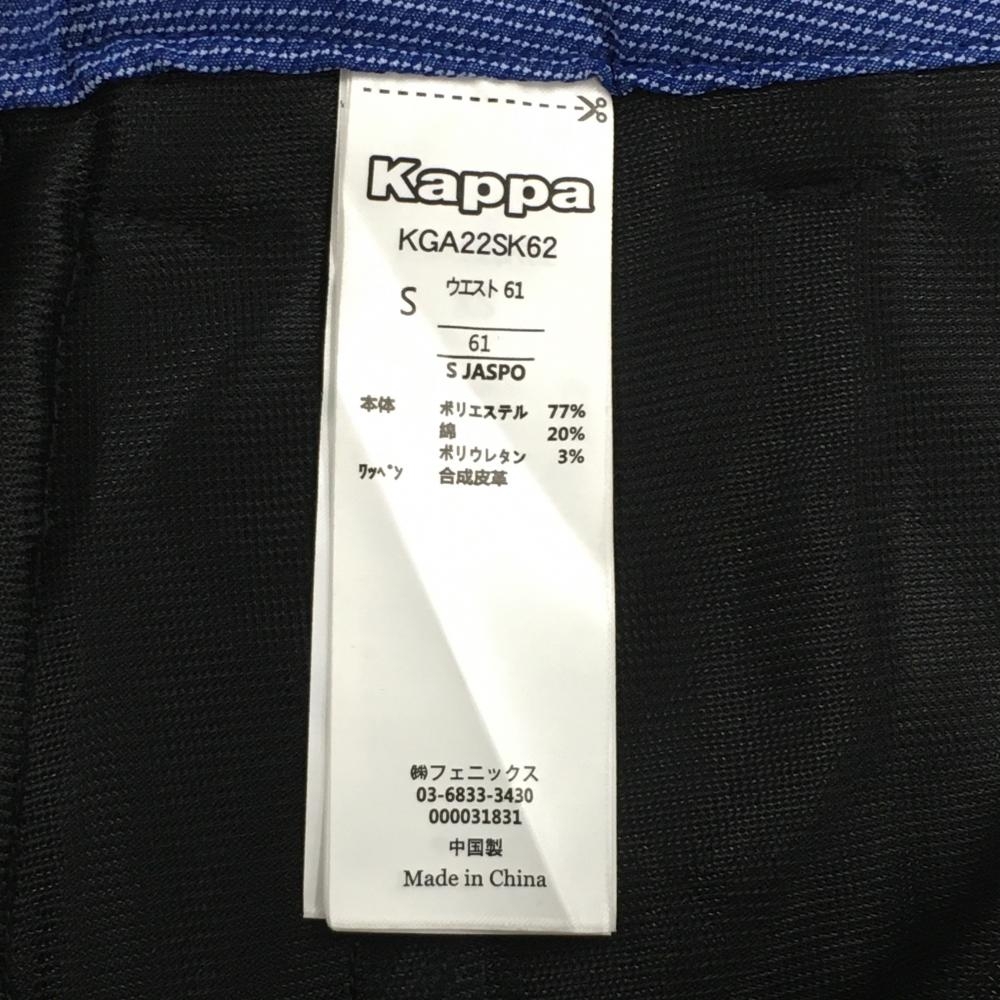 Kappa
KGA22SK62
S ウエスト 61
61
S JASPO
本体 ポリエステル 77%
綿 20%
ポリウレタン 3%
ﾜｯﾍﾟﾝ 合成皮革
㈱フェニックス
03-6833-3430
000031831
中国製
Made in China